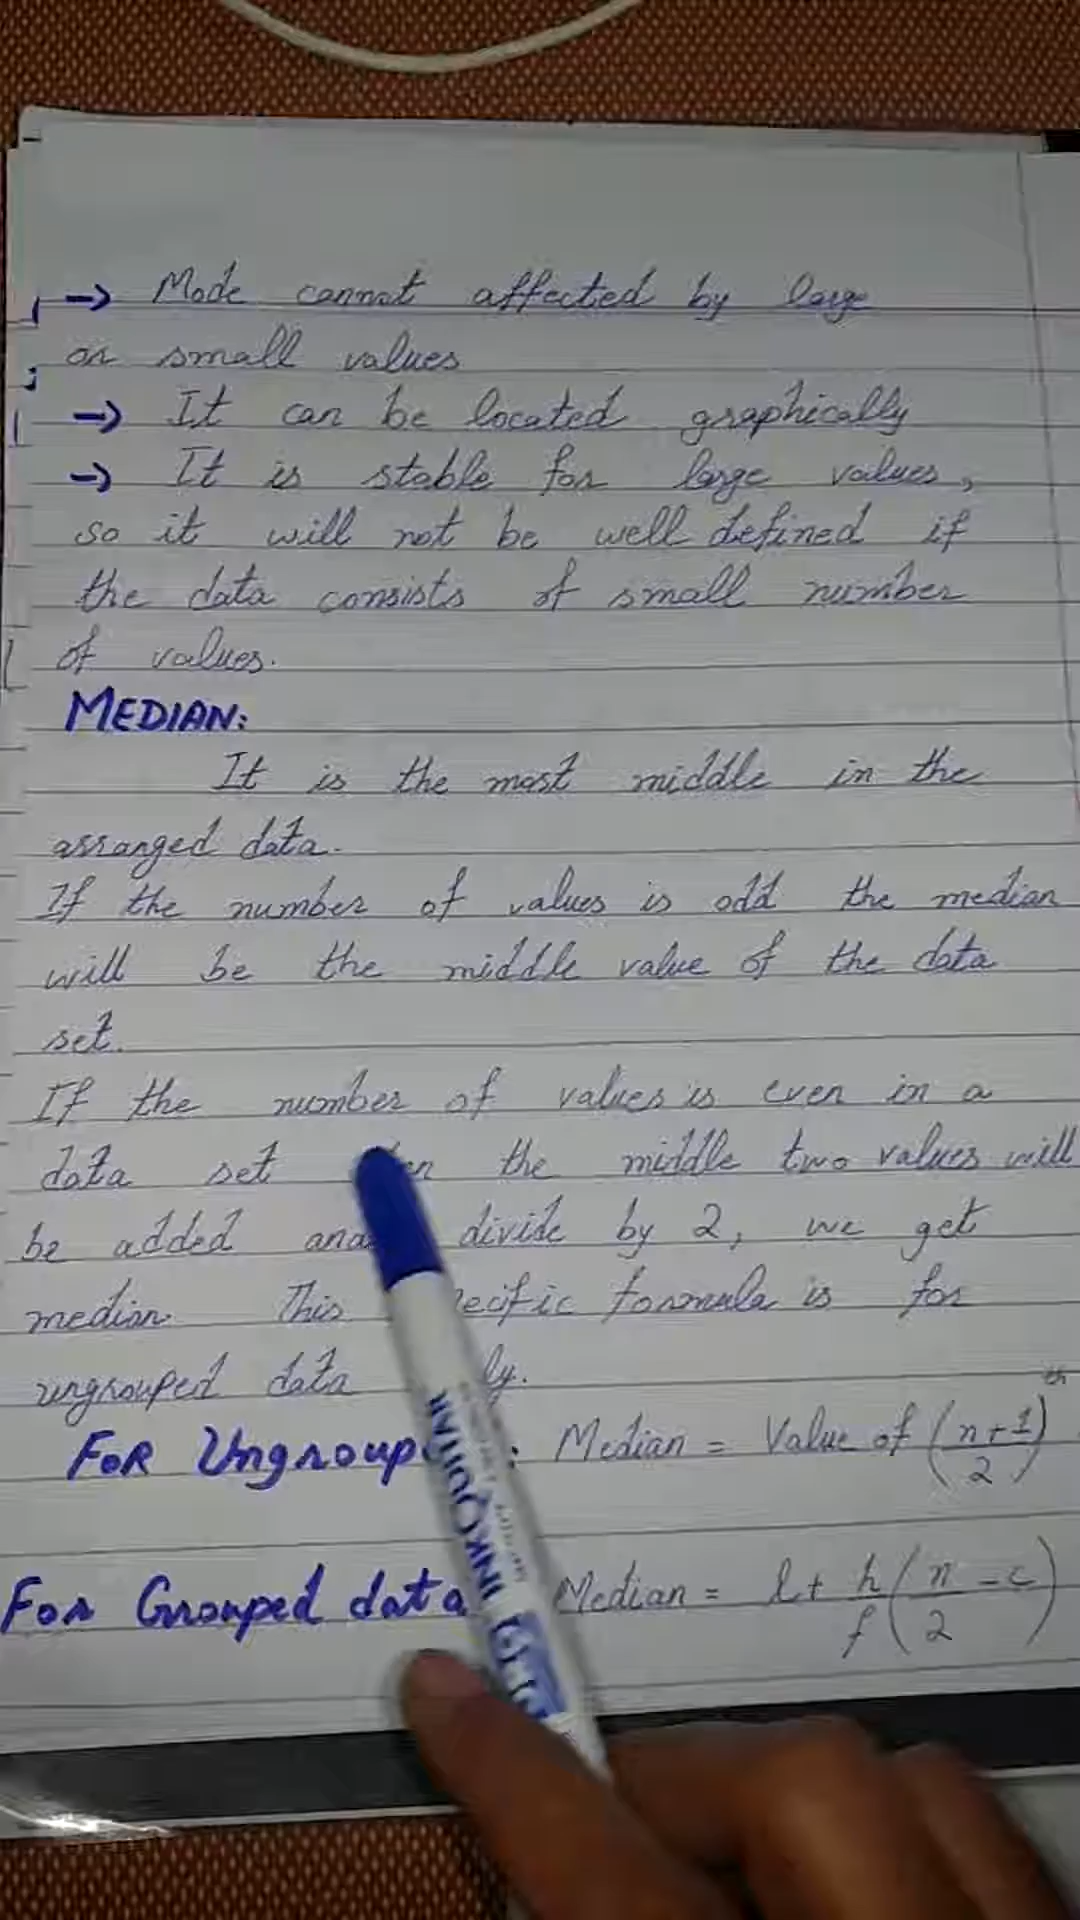 → Mode cannot affected by large
or small values
→ It can be located graphically
→ It is stable for large values,
so it will not be well defined if
the data consists of small number
of values.
MEDIAN:
It is the most middle in the
arranged data.
If the number of values is odd the median
will be the middle value of the data
set.
If the number of values is even in a
data set the middle two values will
be added divide by 2, we get
median. This formula is for
ungrouped data
FOR Median = Value of (n+1/2)th
For Grouped data Median = l + h/f (n/2 - c)
INKQUILAR